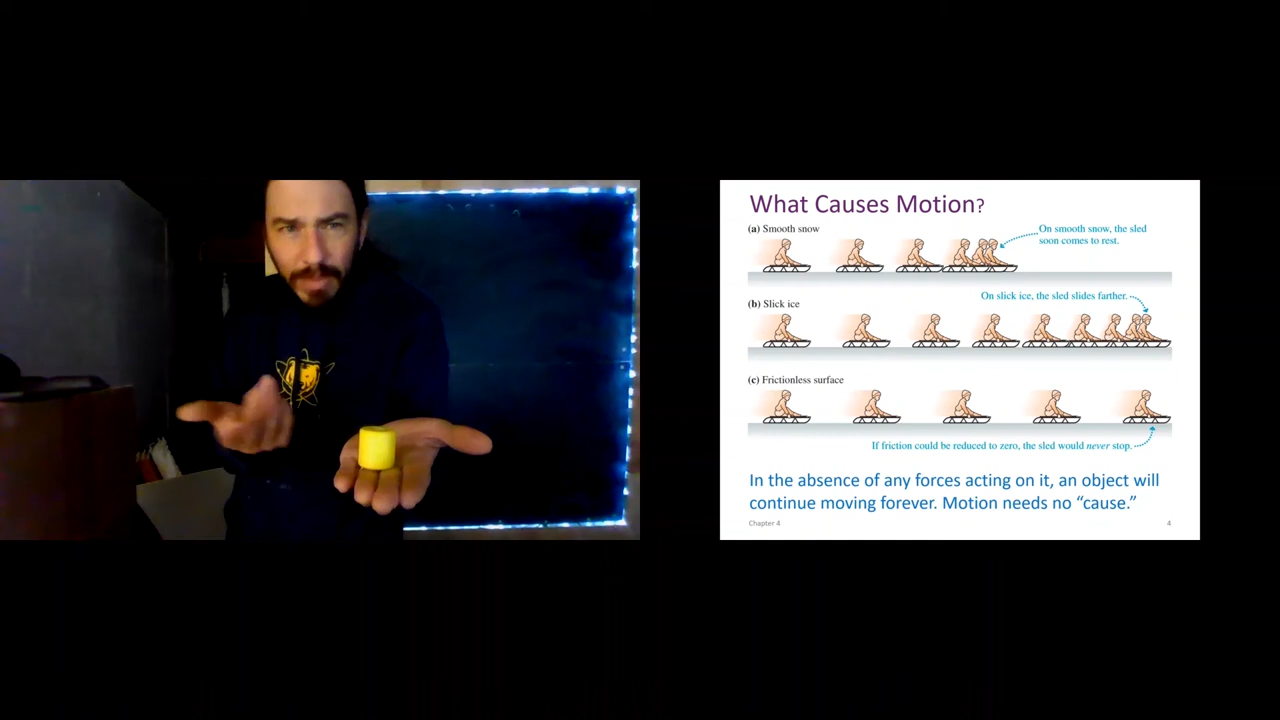 What Causes Motion?
(a) Smooth snow
On smooth snow, the sled
soon comes to rest.
(b) Slick ice
On slick ice, the sled slides farther.
(c) Frictionless surface
If friction could be reduced to zero, the sled would never stop.
In the absence of any forces acting on it, an object will
continue moving forever. Motion needs no “cause.”
Chapter 4
4